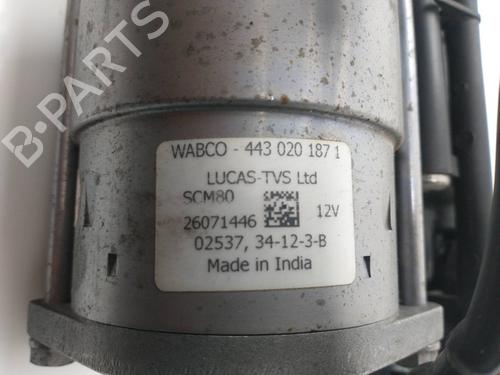 B-PARTS
WABCO - 443 020 187 1
LUCAS-TVS Ltd
SCM80
26071446 12V
02537, 34-12-3-B
Made in India